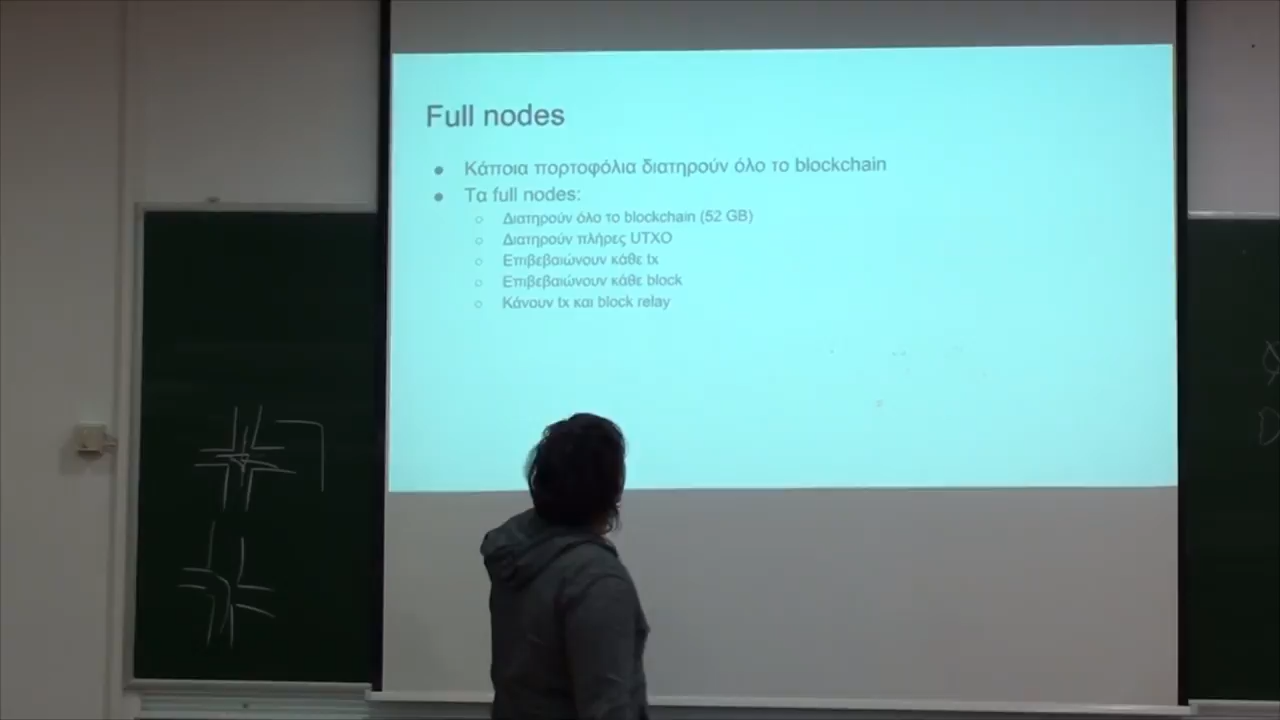 Full nodes
● Κάποια πορτοφόλια διατηρούν όλο το blockchain
● Τα full nodes:
○ Διατηρούν όλο το blockchain (52 GB)
○ Διατηρούν πλήρες UTXO
○ Επιβεβαιώνουν κάθε tx
○ Επιβεβαιώνουν κάθε block
○ Κάνουν tx και block relay